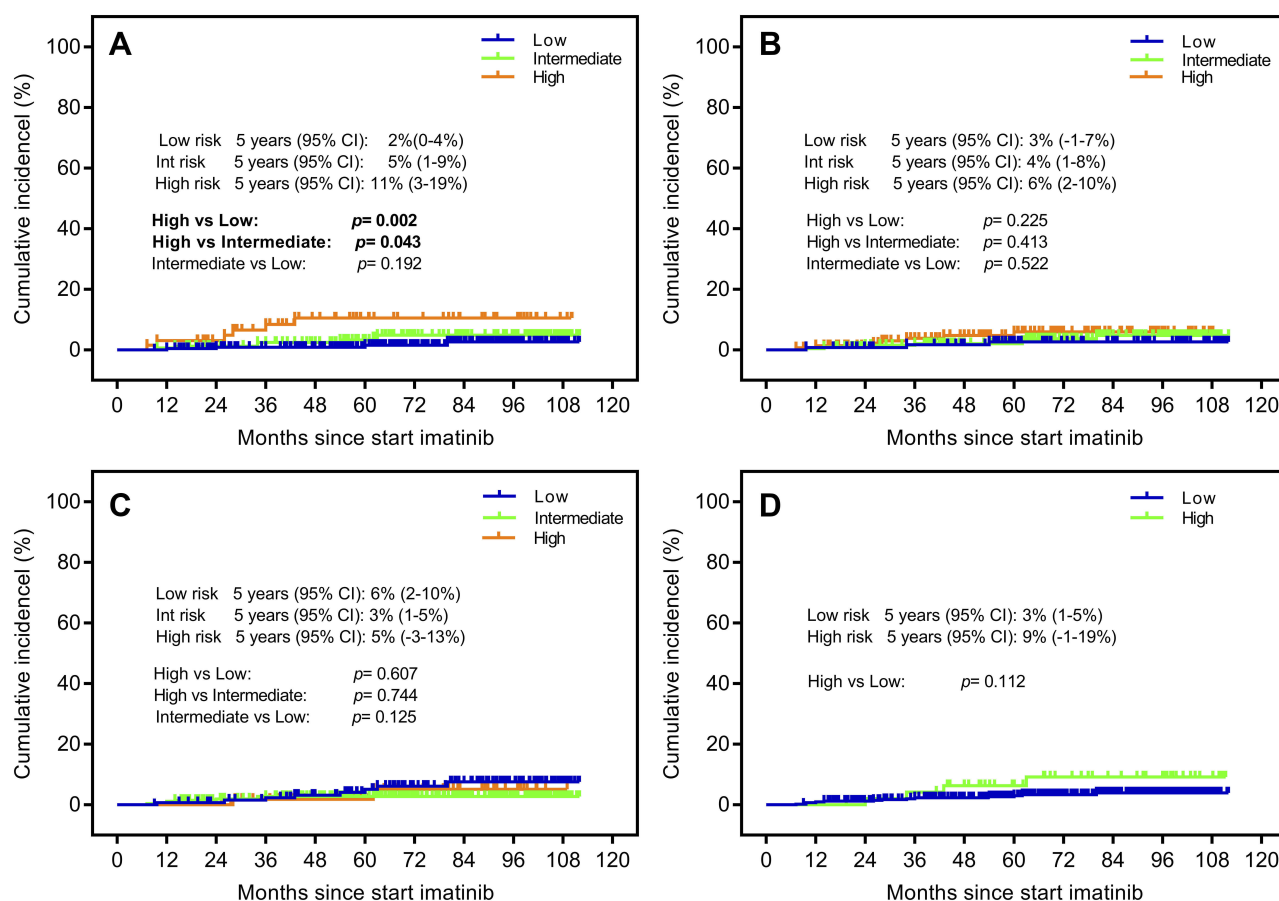 A
Low
Intermediate
High
Cumulative incidencel (%)
100
80
60
40
20
0
Low risk 5 years (95% CI): 2%(0-4%)
Int risk 5 years (95% CI): 5% (1-9%)
High risk 5 years (95% CI): 11% (3-19%)
High vs Low: p= 0.002
High vs Intermediate: p= 0.043
Intermediate vs Low: p= 0.192
0 12 24 36 48 60 72 84 96 108 120
Months since start imatinib
B
Low
Intermediate
High
Cumulative incidencel (%)
100
80
60
40
20
0
Low risk 5 years (95% CI): 3% (-1-7%)
Int risk 5 years (95% CI): 4% (1-8%)
High risk 5 years (95% CI): 6% (2-10%)
High vs Low: p= 0.225
High vs Intermediate: p= 0.413
Intermediate vs Low: p= 0.522
0 12 24 36 48 60 72 84 96 108 120
Months since start imatinib
C
Low
Intermediate
High
Cumulative incidencel (%)
100
80
60
40
20
0
Low risk 5 years (95% CI): 6% (2-10%)
Int risk 5 years (95% CI): 3% (1-5%)
High risk 5 years (95% CI): 5% (-3-13%)
High vs Low: p= 0.607
High vs Intermediate: p= 0.744
Intermediate vs Low: p= 0.125
0 12 24 36 48 60 72 84 96 108 120
Months since start imatinib
D
Low
High
Cumulative incidencel (%)
100
80
60
40
20
0
Low risk 5 years (95% CI): 3% (1-5%)
High risk 5 years (95% CI): 9% (-1-19%)
High vs Low: p= 0.112
0 12 24 36 48 60 72 84 96 108 120
Months since start imatinib